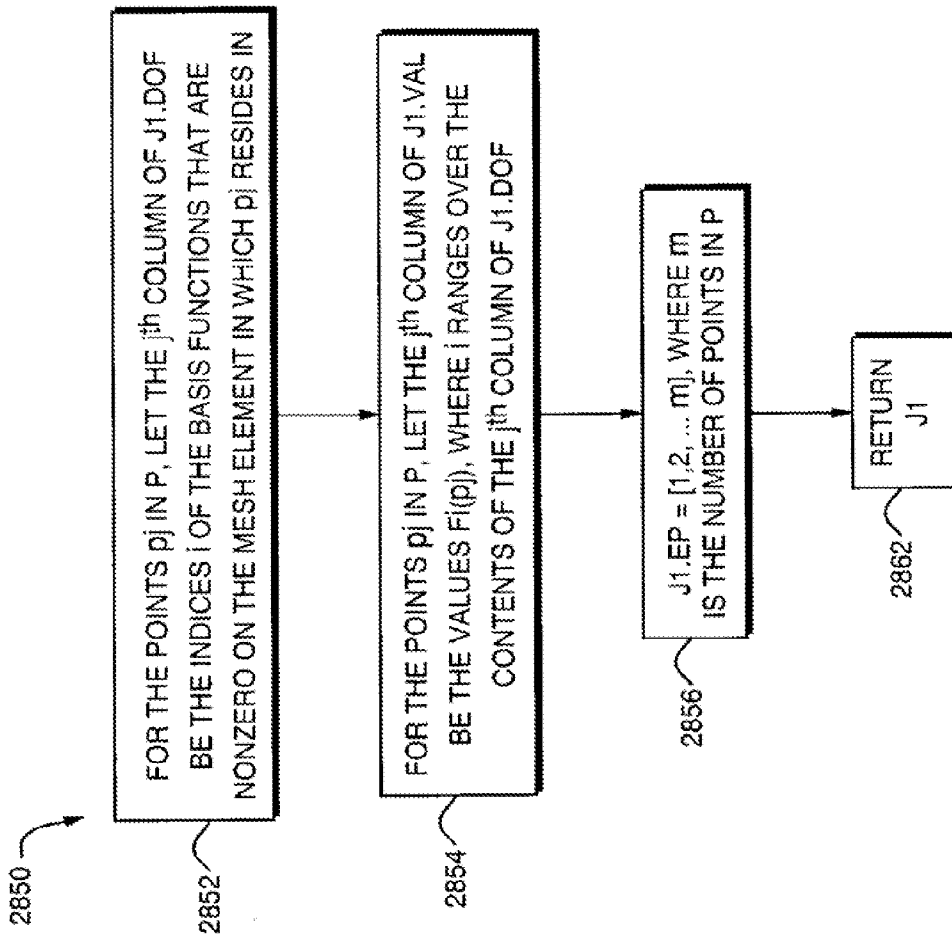 2850
FOR THE POINTS pj IN P, LET THE jth COLUMN OF J1.DOF
BE THE INDICES i OF THE BASIS FUNCTIONS THAT ARE
NONZERO ON THE MESH ELEMENT IN WHICH pj RESIDES IN
2852
FOR THE POINTS pj IN P, LET THE jth COLUMN OF J1.VAL
BE THE VALUES Fi(pj), WHERE i RANGES OVER THE
CONTENTS OF THE jth COLUMN OF J1.DOF
2854
J1.EP = [1,2, ... m], WHERE m
IS THE NUMBER OF POINTS IN P
2856
RETURN
J1
2862